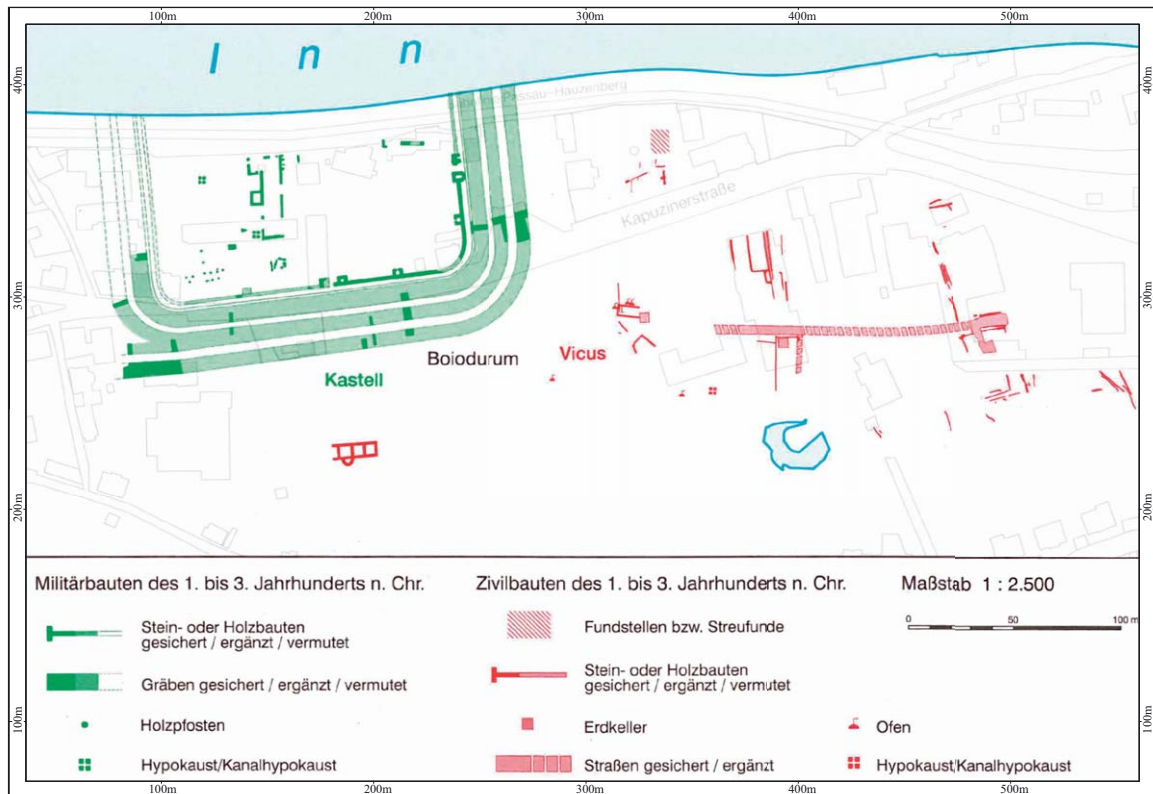 100m 200m 300m 400m 500m
400m 400m
I n n
Passau-Hauzenberg
Kapuzinerstraße
300m 300m
Boiodurum
Vicus
Kastell
200m 200m
Militärbauten des 1. bis 3. Jahrhunderts n. Chr.
Stein- oder Holzbauten
gesichert / ergänzt / vermutet
Gräben gesichert / ergänzt / vermutet
Holzpfosten
Hypokaust/Kanalhypokaust
Zivilbauten des 1. bis 3. Jahrhunderts n. Chr.
Fundstellen bzw. Streufunde
Stein- oder Holzbauten
gesichert / ergänzt / vermutet
Erdkeller
Ofen
Straßen gesichert / ergänzt
Hypokaust/Kanalhypokaust
Maßstab 1 : 2.500
0 50 100 m
100m 100m
100m 200m 300m 400m 500m